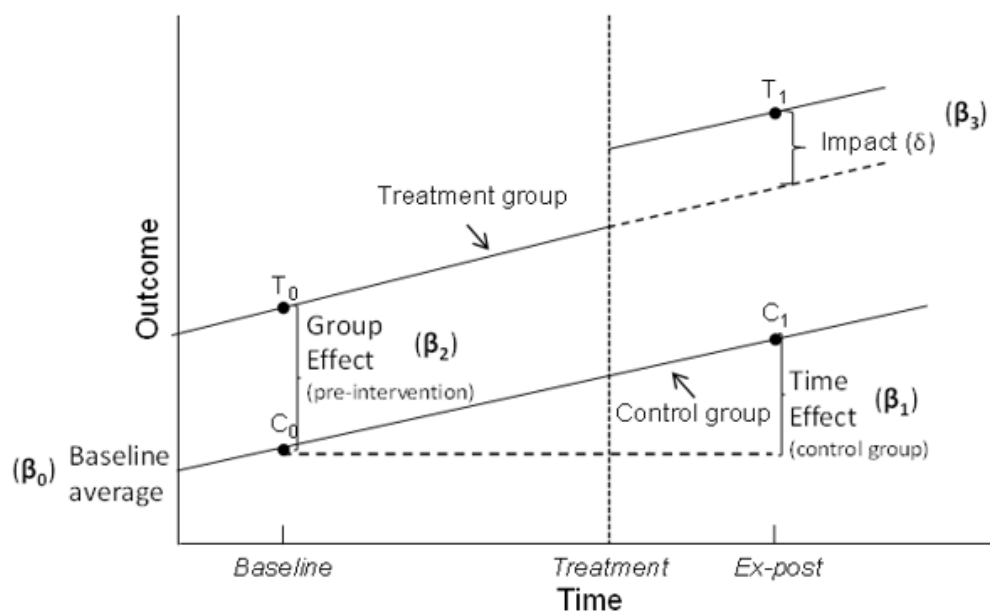 T₁
(β₃)
Impact (δ)
Treatment group
Outcome
T₀
Group
Effect
(pre-intervention)
(β₂)
C₁
Time
Effect
(control group)
(β₁)
Control group
C₀
(β₀)
Baseline
average
Baseline
Treatment
Ex-post
Time